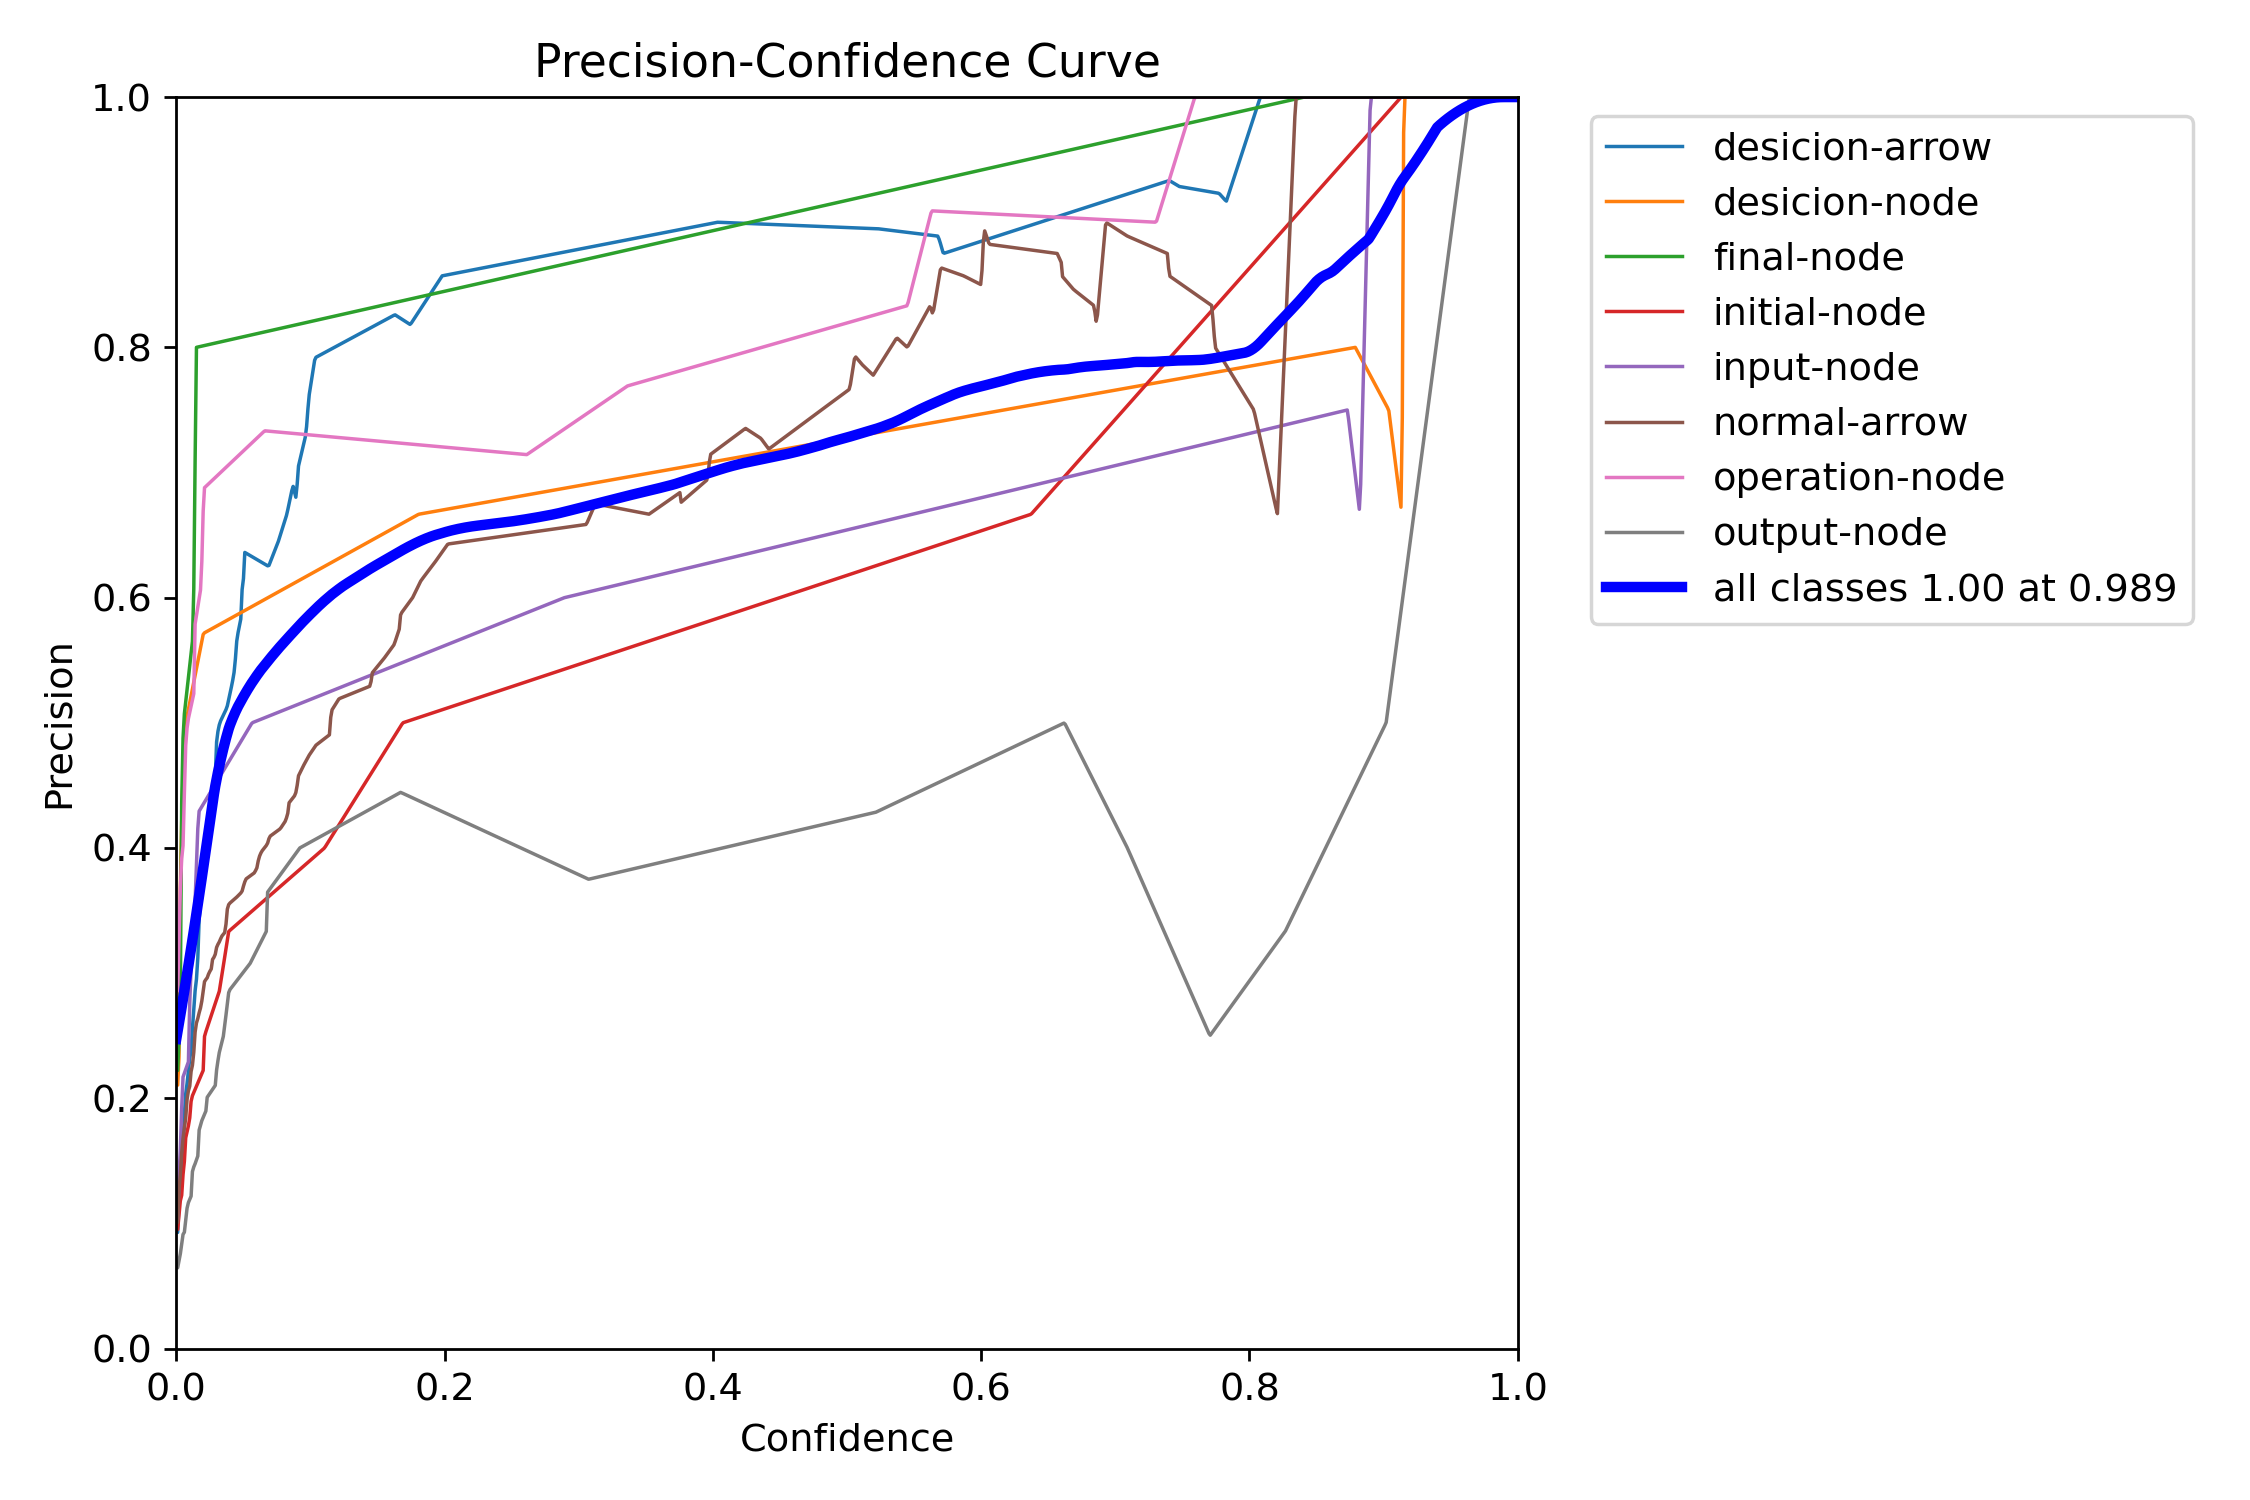 Precision-Confidence Curve
1.0
0.8
0.6
0.4
0.2
0.0
Precision
0.0 0.2 0.4 0.6 0.8 1.0
Confidence
desicion-arrow
desicion-node
final-node
initial-node
input-node
normal-arrow
operation-node
output-node
all classes 1.00 at 0.989